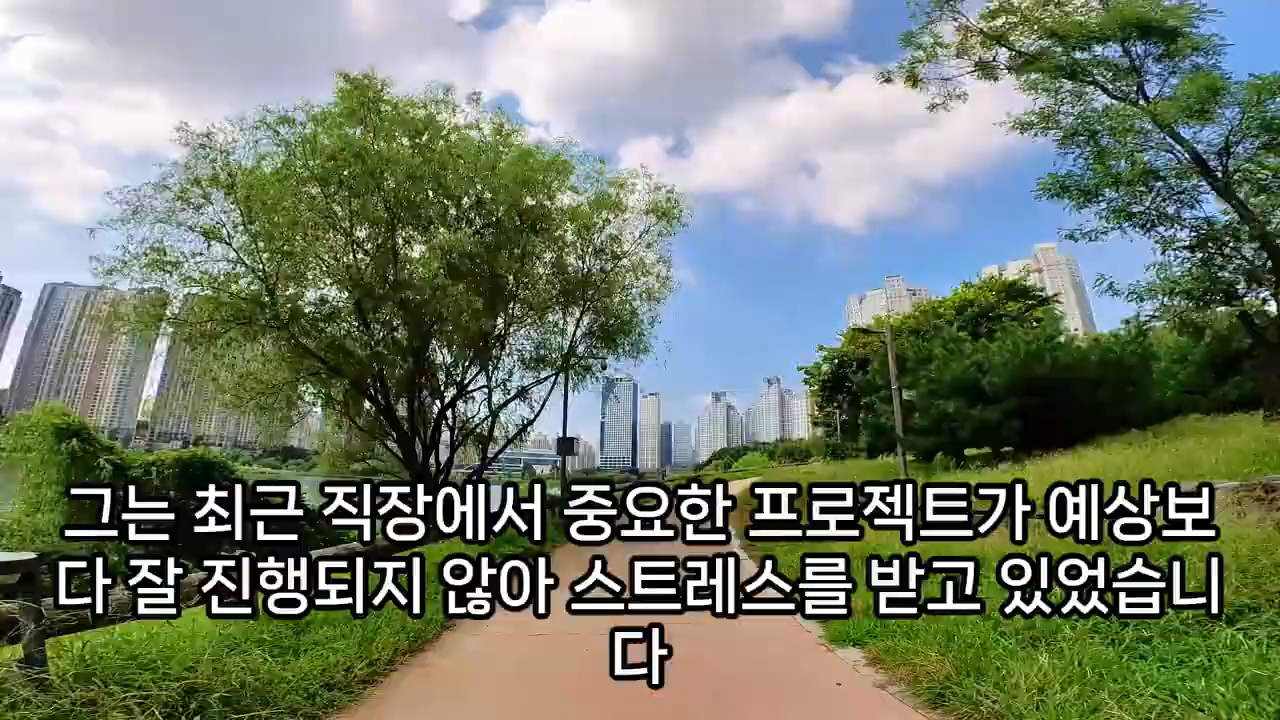 그는 최근 직장에서 중요한 프로젝트가 예상보
다 잘 진행되지 않아 스트레스를 받고 있었습니
다